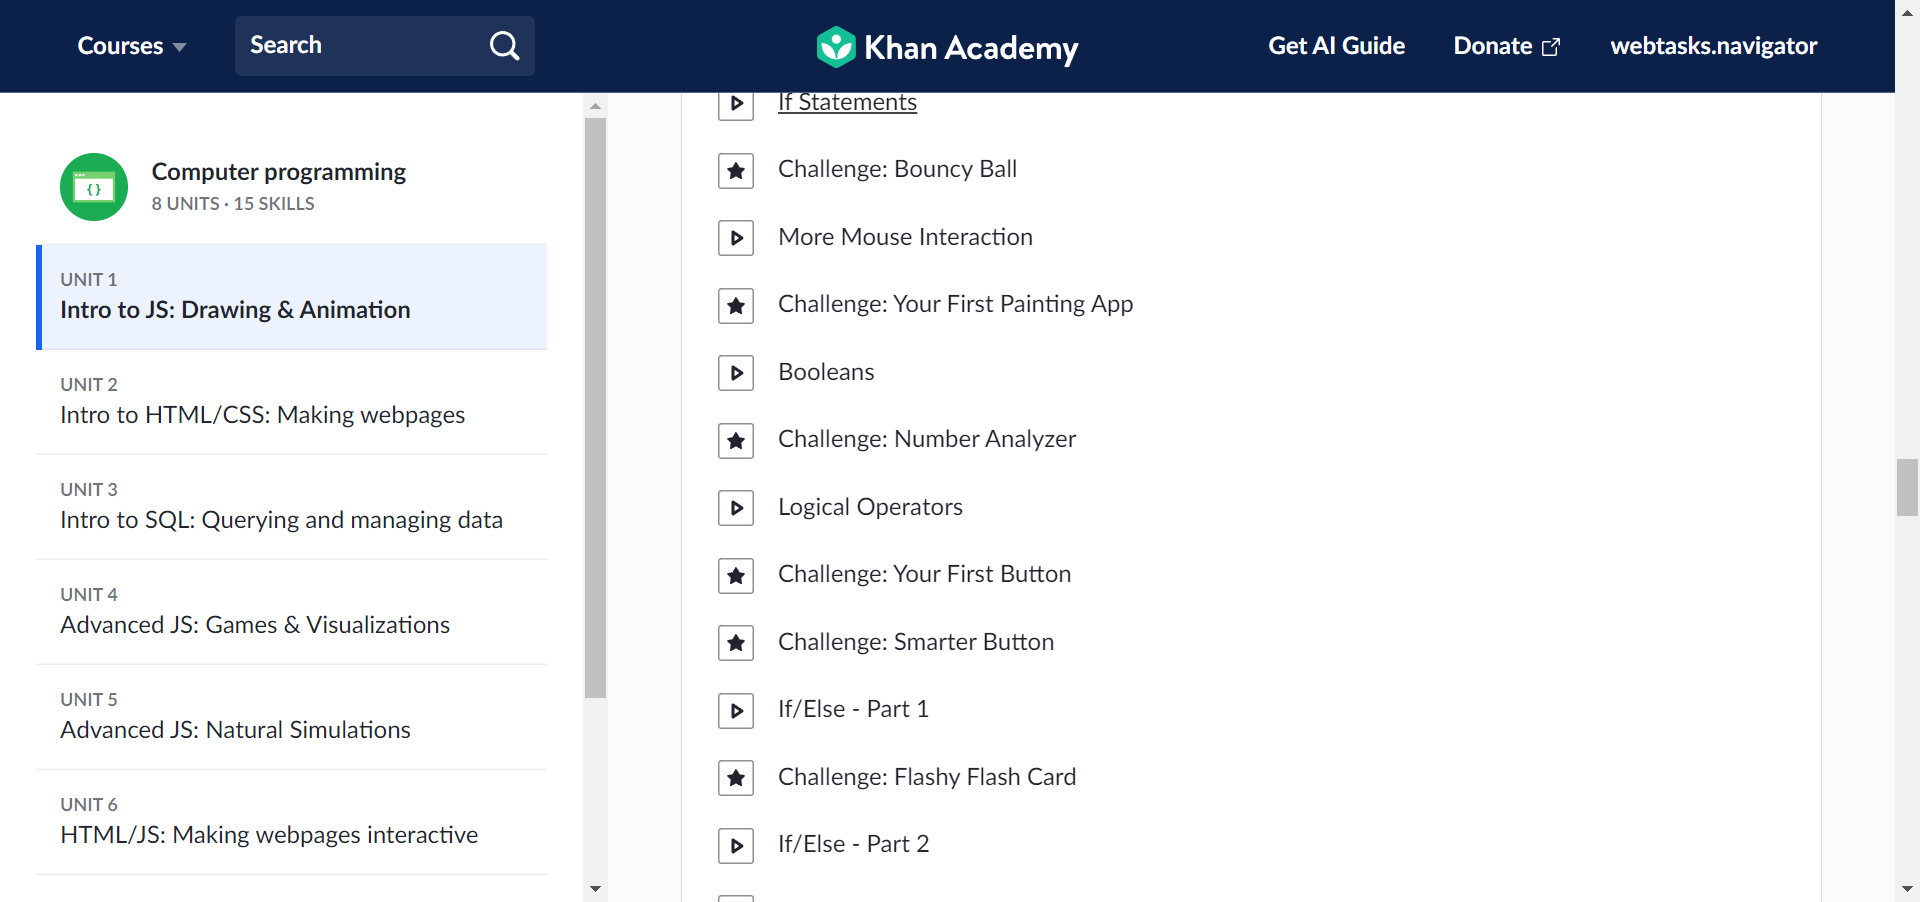 Courses
Search
Khan Academy
Get AI Guide
Donate
webtasks.navigator
Computer programming
8 UNITS · 15 SKILLS
UNIT 1
Intro to JS: Drawing & Animation
UNIT 2
Intro to HTML/CSS: Making webpages
UNIT 3
Intro to SQL: Querying and managing data
UNIT 4
Advanced JS: Games & Visualizations
UNIT 5
Advanced JS: Natural Simulations
UNIT 6
HTML/JS: Making webpages interactive
If Statements
Challenge: Bouncy Ball
More Mouse Interaction
Challenge: Your First Painting App
Booleans
Challenge: Number Analyzer
Logical Operators
Challenge: Your First Button
Challenge: Smarter Button
If/Else - Part 1
Challenge: Flashy Flash Card
If/Else - Part 2